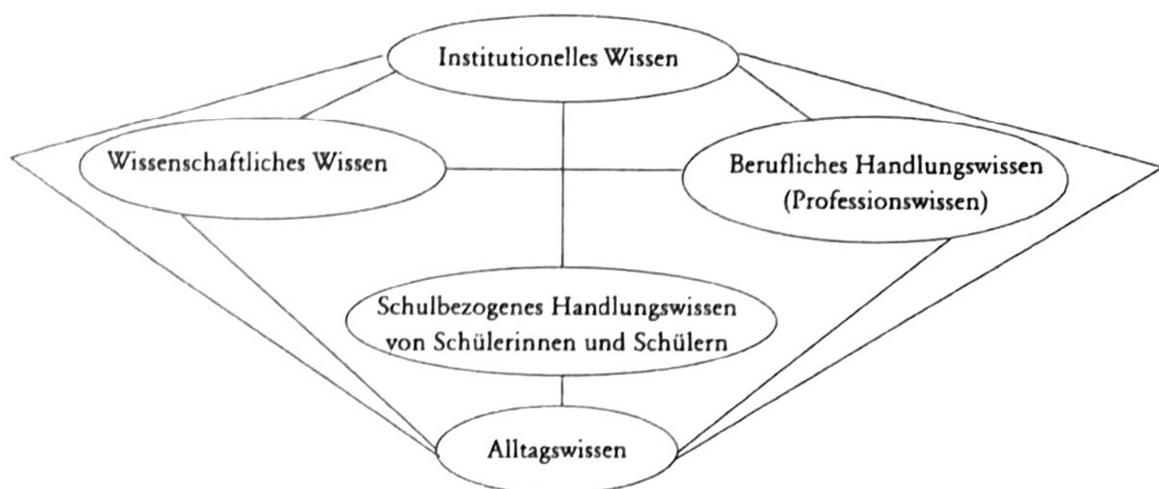 Institutionelles Wissen
Wissenschaftliches Wissen
Berufliches Handlungswissen
(Professionswissen)
Schulbezogenes Handlungswissen
von Schülerinnen und Schülern
Alltagswissen